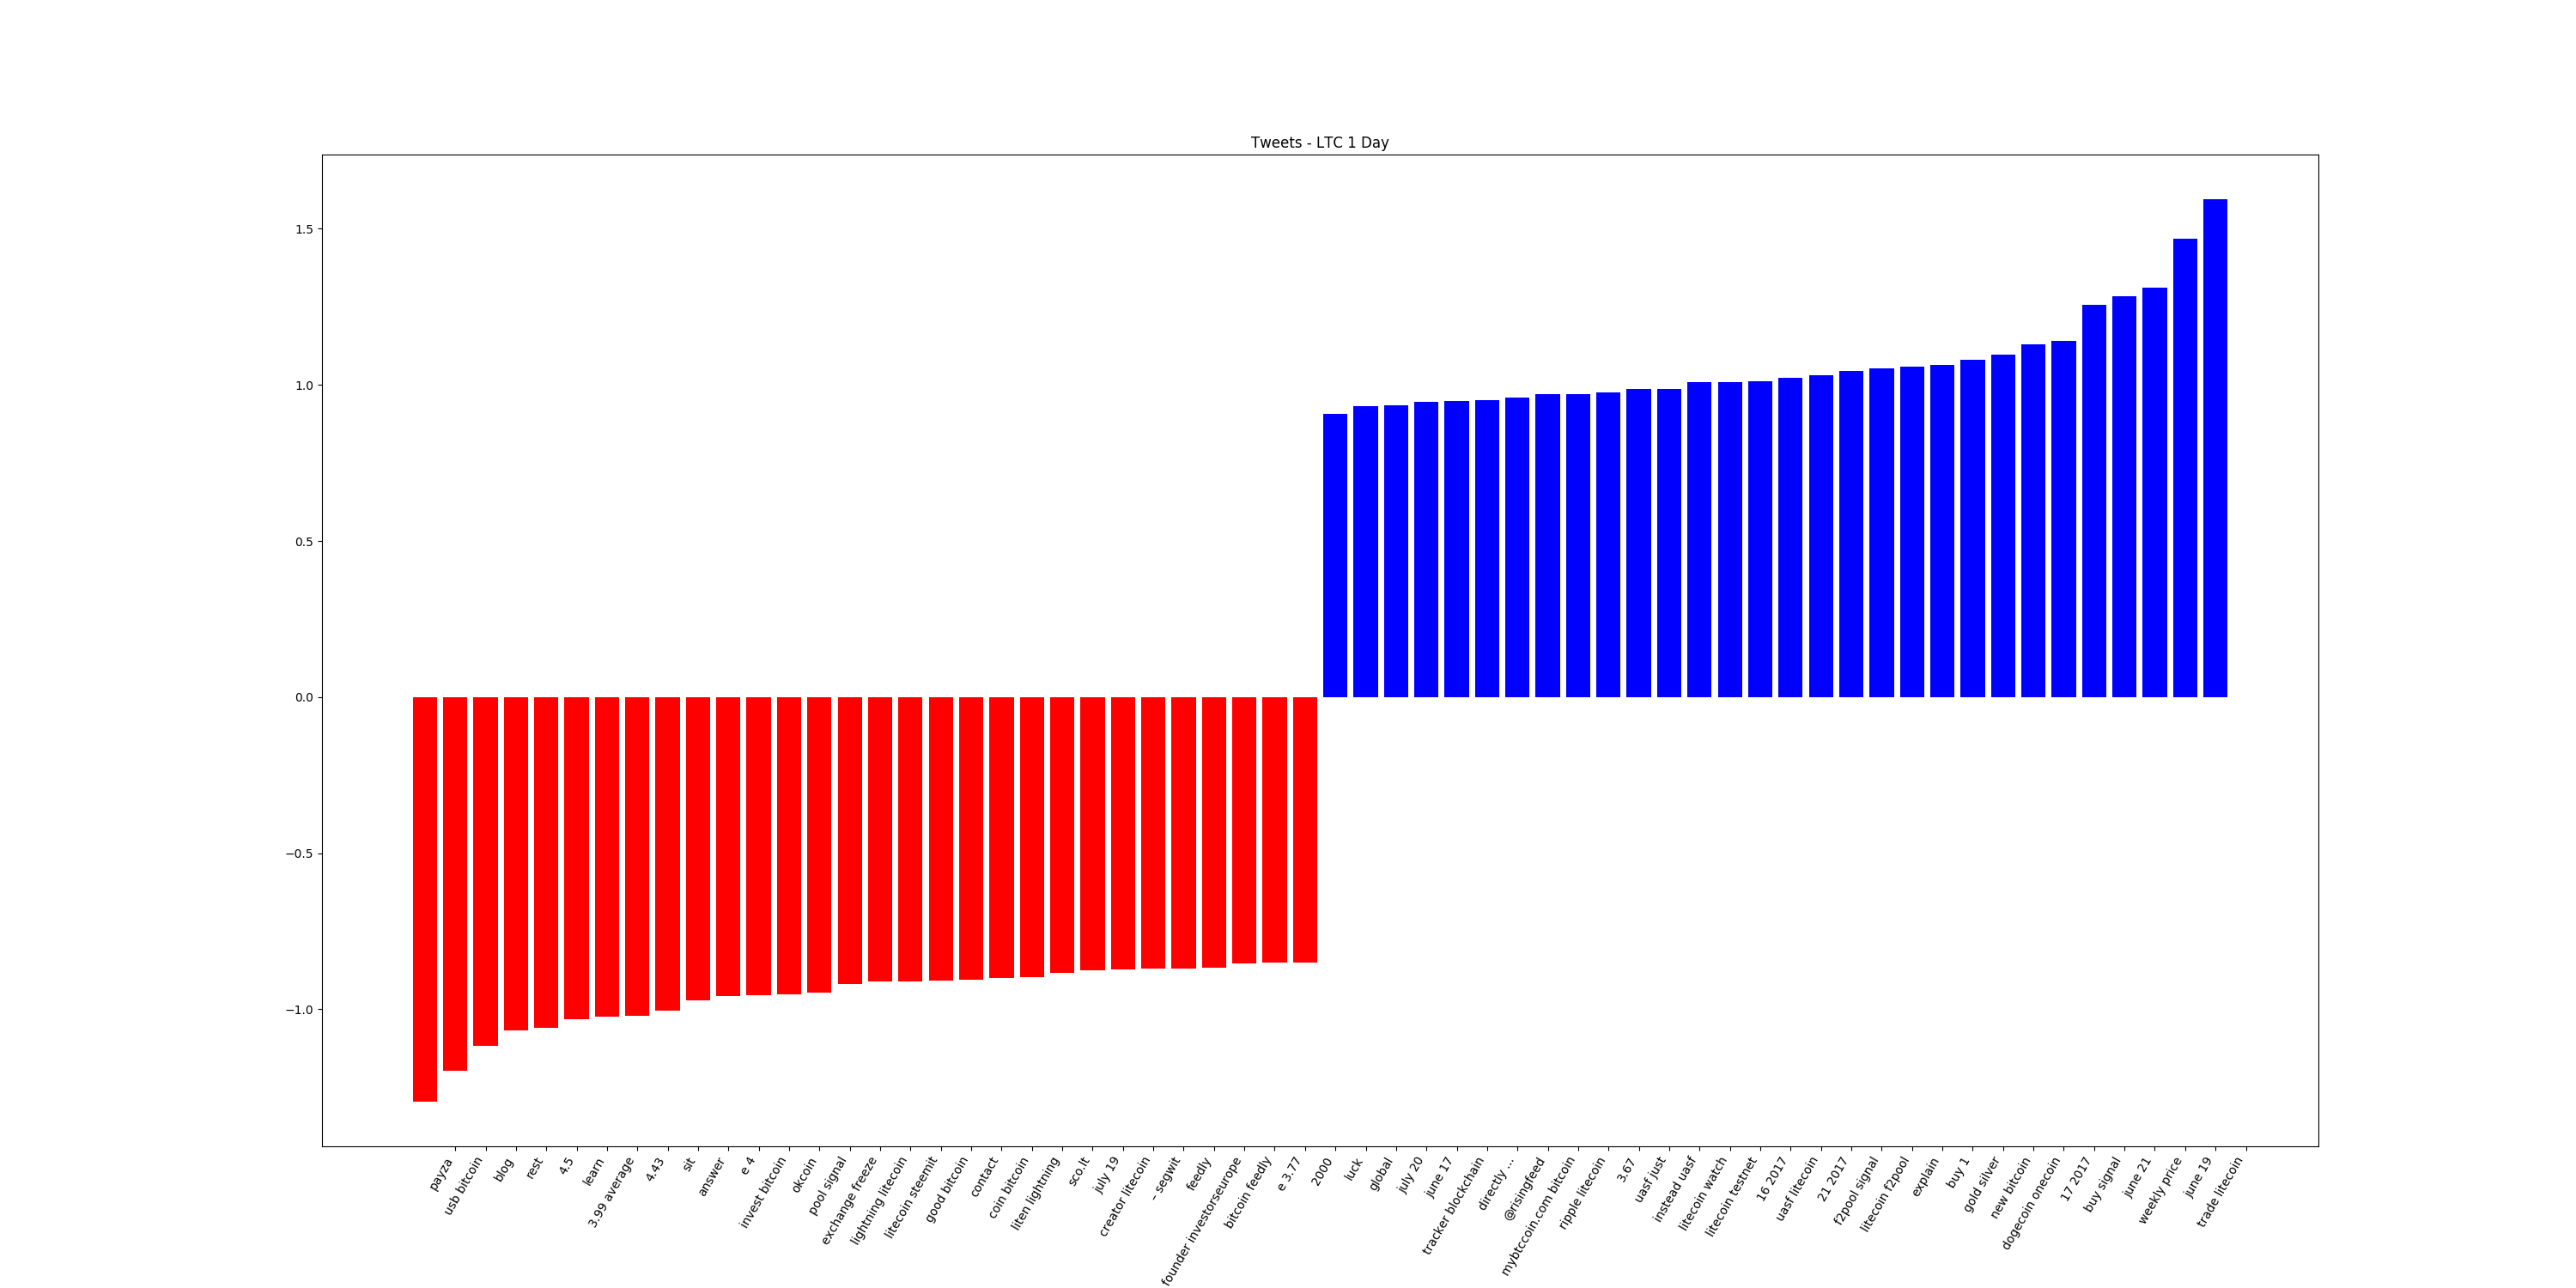 Tweets - LTC 1 Day
1.5
1.0
0.5
0.0
−0.5
−1.0
payza
usb bitcoin
blog
rest
4.5
learn
3.99 average
4.43
sit
answer
e 4
invest bitcoin
okcoin
pool signal
exchange freeze
lightning litecoin
litecoin steemit
good bitcoin
contact
coin bitcoin
liten lightning
sco.lt
july 19
creator litecoin
– segwit
feedly
founder investorseurope
bitcoin feedly
e 3.77
2000
luck
global
july 20
june 17
tracker blockchain
directly ...
@risingfeed
mybtccoin.com bitcoin
ripple litecoin
3.67
uasf just
instead uasf
litecoin watch
litecoin testnet
16 2017
uasf litecoin
21 2017
f2pool signal
litecoin f2pool
explain
buy 1
gold silver
new bitcoin
dogecoin onecoin
17 2017
buy signal
june 21
weekly price
june 19
trade litecoin